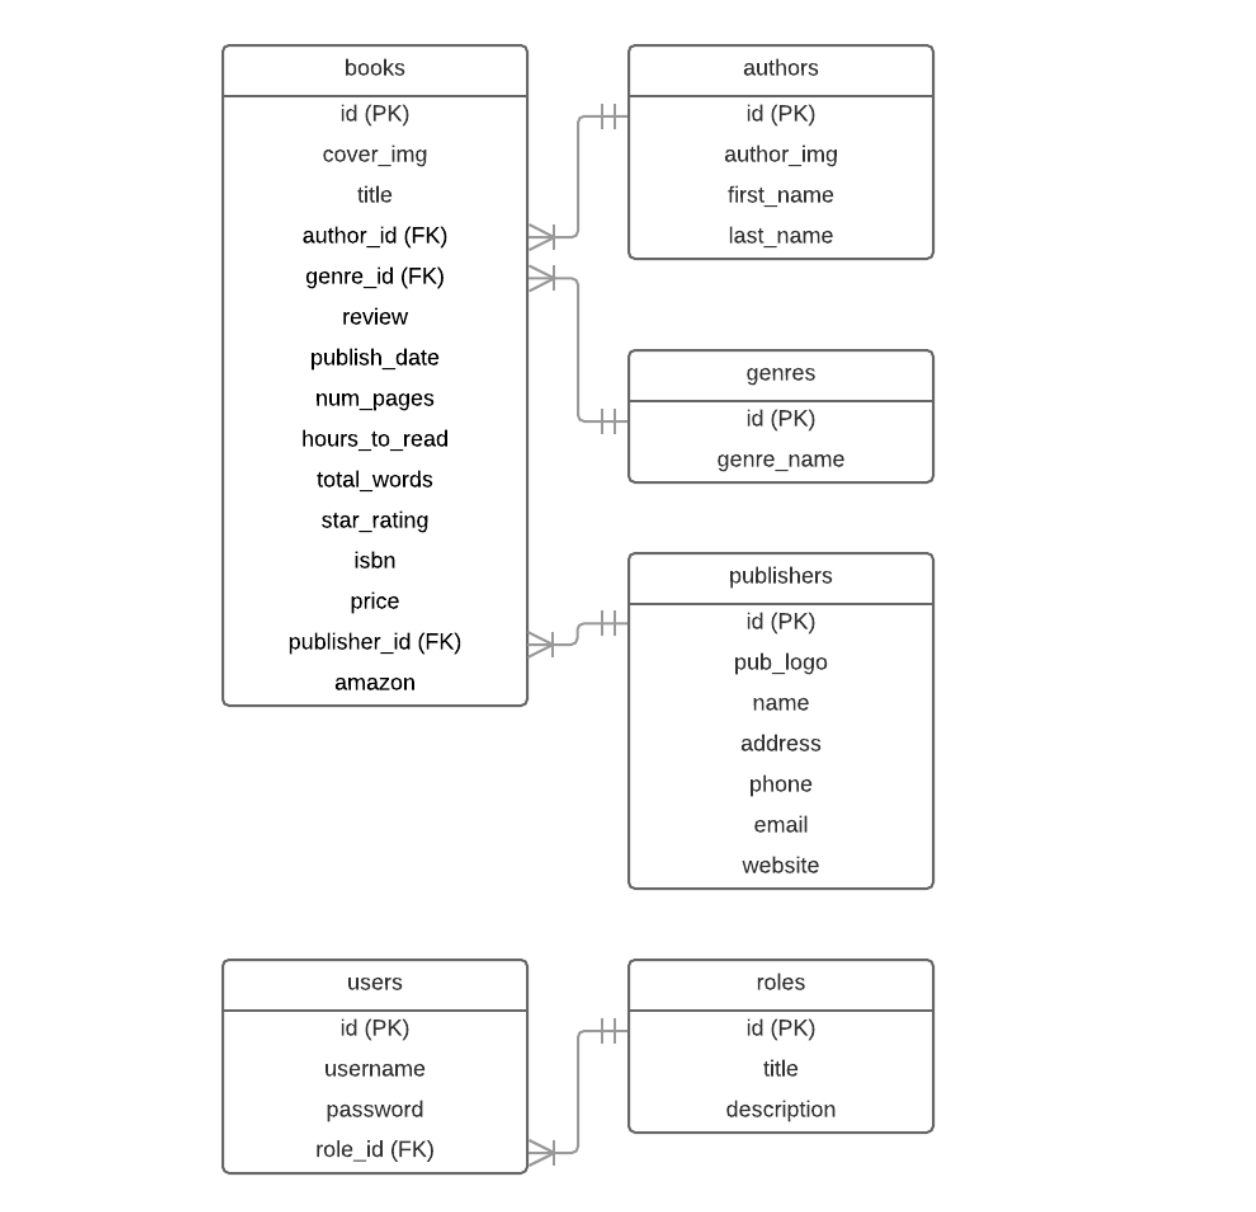 books
id (PK)
cover_img
title
author_id (FK)
genre_id (FK)
review
publish_date
num_pages
hours_to_read
total_words
star_rating
isbn
price
publisher_id (FK)
amazon
authors
id (PK)
author_img
first_name
last_name
genres
id (PK)
genre_name
publishers
id (PK)
pub_logo
name
address
phone
email
website
users
id (PK)
username
password
role_id (FK)
roles
id (PK)
title
description